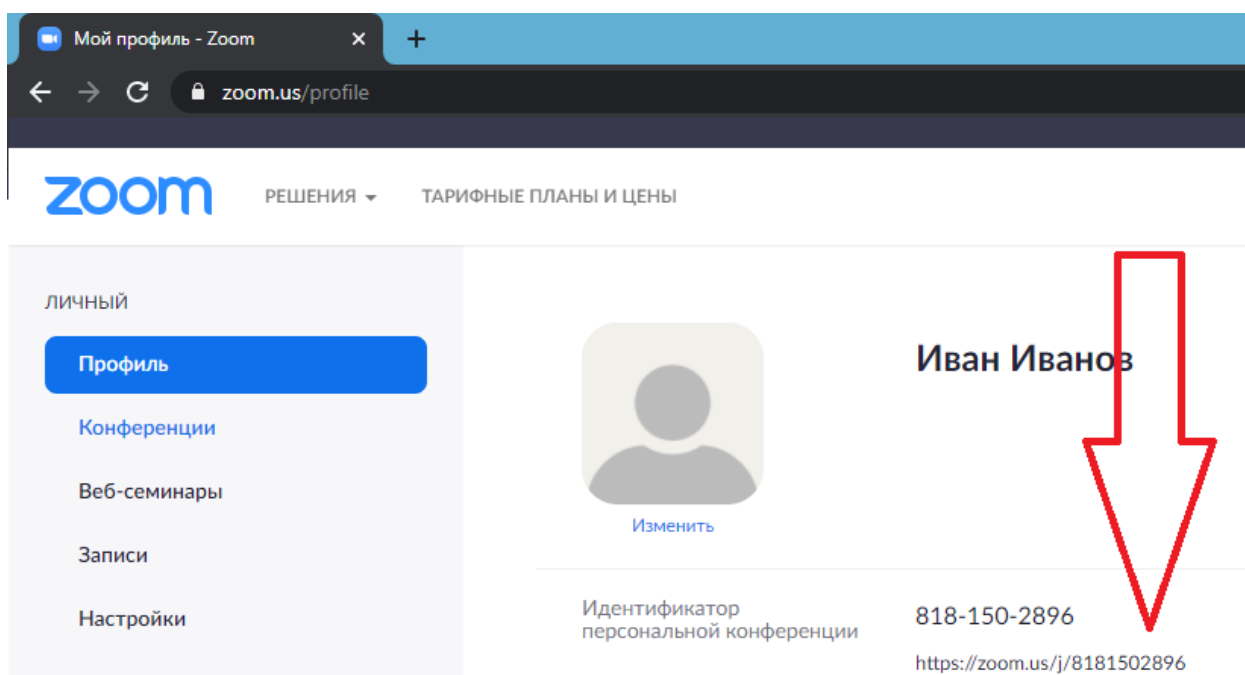 Мой профиль - Zoom
zoom.us/profile
zoom РЕШЕНИЯ ТАРИФНЫЕ ПЛАНЫ И ЦЕНЫ
ЛИЧНЫЙ
Профиль
Конференции
Веб-семинары
Записи
Настройки
Иван Иванов
Изменить
Идентификатор
персональной конференции
818-150-2896
https://zoom.us/j/8181502896